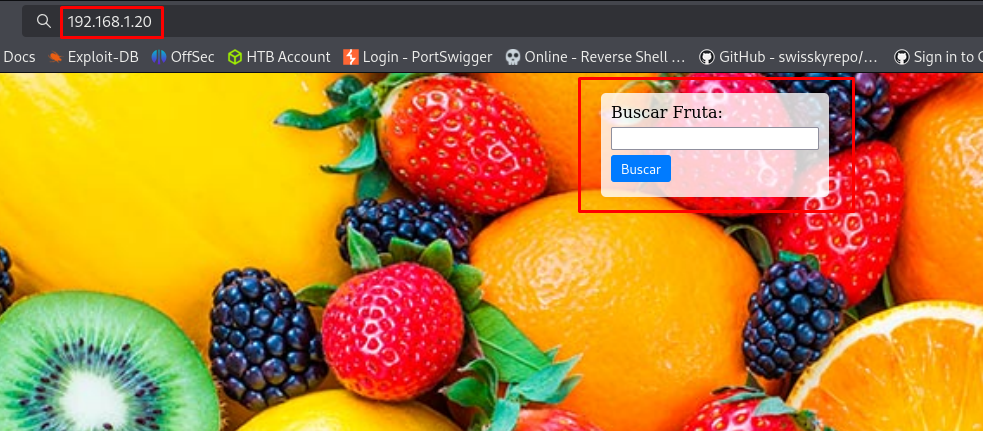 192.168.1.20
Docs Exploit-DB OffSec HTB Account Login - PortSwigger Online - Reverse Shell … GitHub - swisskyrepo/… Sign in to
Buscar Fruta:
Buscar